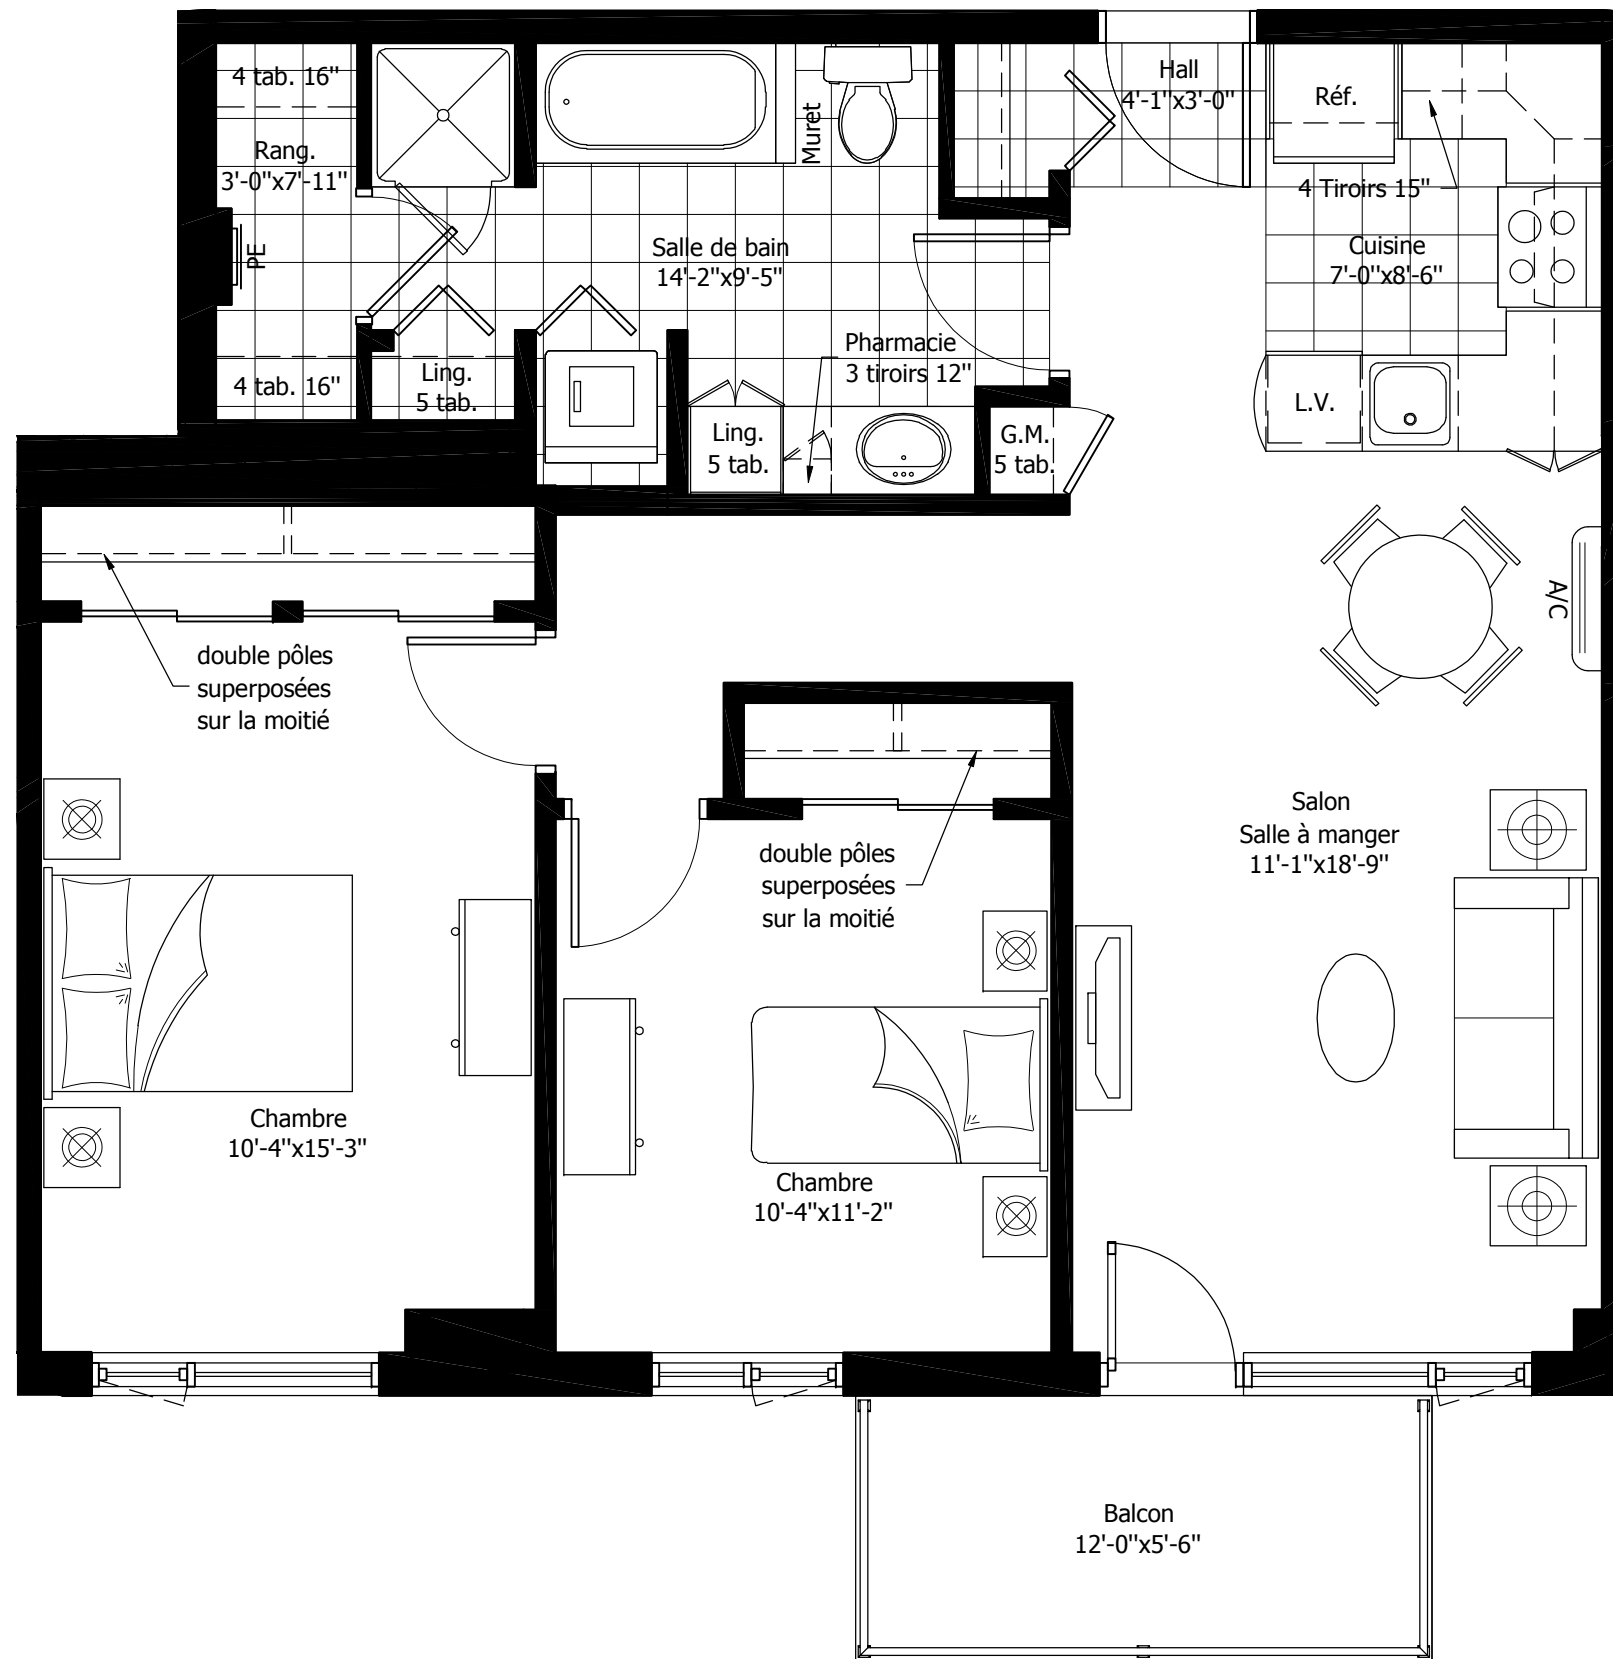 4 tab. 16"
Rang.
3'-0"x7'-11"
PE
4 tab. 16"
Ling.
5 tab.
Muret
Salle de bain
14'-2"x9'-5"
Pharmacie
3 tiroirs 12"
Ling.
5 tab.
G.M.
5 tab.
Hall
4'-1"x3'-0"
Réf.
4 Tiroirs 15"
Cuisine
7'-0"x8'-6"
L.V.
A/C
double pôles
superposées
sur la moitié
double pôles
superposées
sur la moitié
Salon
Salle à manger
11'-1"x18'-9"
Chambre
10'-4"x15'-3"
Chambre
10'-4"x11'-2"
Balcon
12'-0"x5'-6"